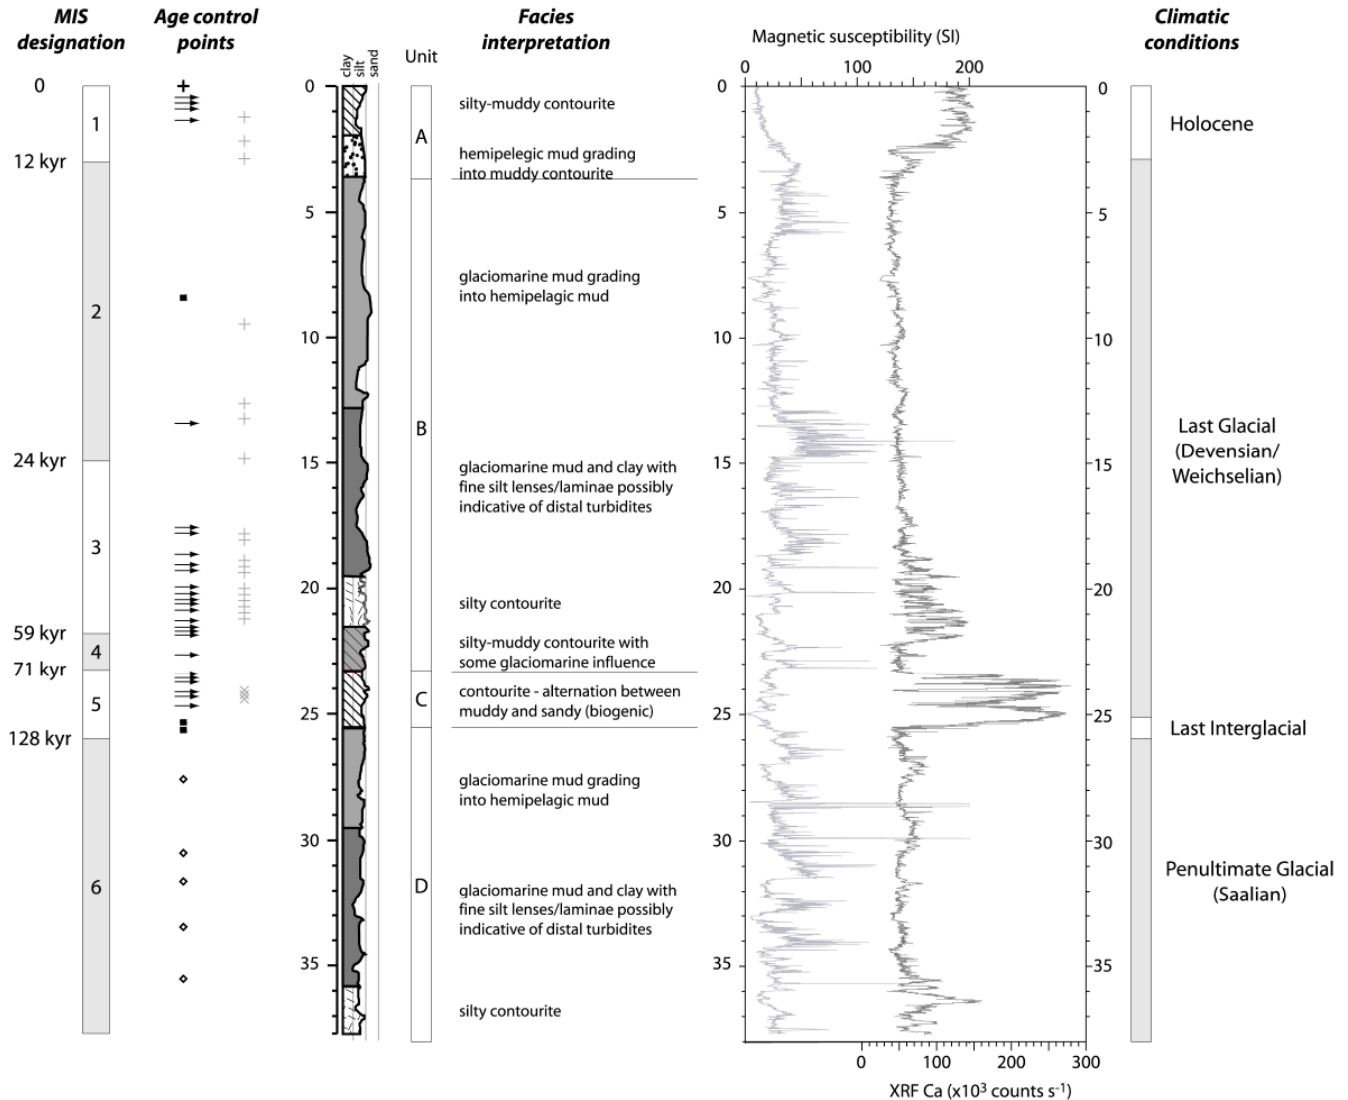 MIS
designation
Age control
points
Facies
interpretation
Climatic
conditions
clay
silt
sand
Unit
Magnetic susceptibility (SI)
0
100
200
0
12 kyr
24 kyr
59 kyr
71 kyr
128 kyr
1
2
3
4
5
6
0
5
10
15
20
25
30
35
A
B
C
D
silty-muddy contourite
hemipelegic mud grading
into muddy contourite
glaciomarine mud grading
into hemipelagic mud
glaciomarine mud and clay with
fine silt lenses/laminae possibly
indicative of distal turbidites
silty contourite
silty-muddy contourite with
some glaciomarine influence
contourite - alternation between
muddy and sandy (biogenic)
glaciomarine mud grading
into hemipelagic mud
glaciomarine mud and clay with
fine silt lenses/laminae possibly
indicative of distal turbidites
silty contourite
0
5
10
15
20
25
30
35
0
5
10
15
20
25
30
35
0
100
200
300
XRF Ca (x10³ counts s⁻¹)
Holocene
Last Glacial
(Devensian/
Weichselian)
Last Interglacial
Penultimate Glacial
(Saalian)